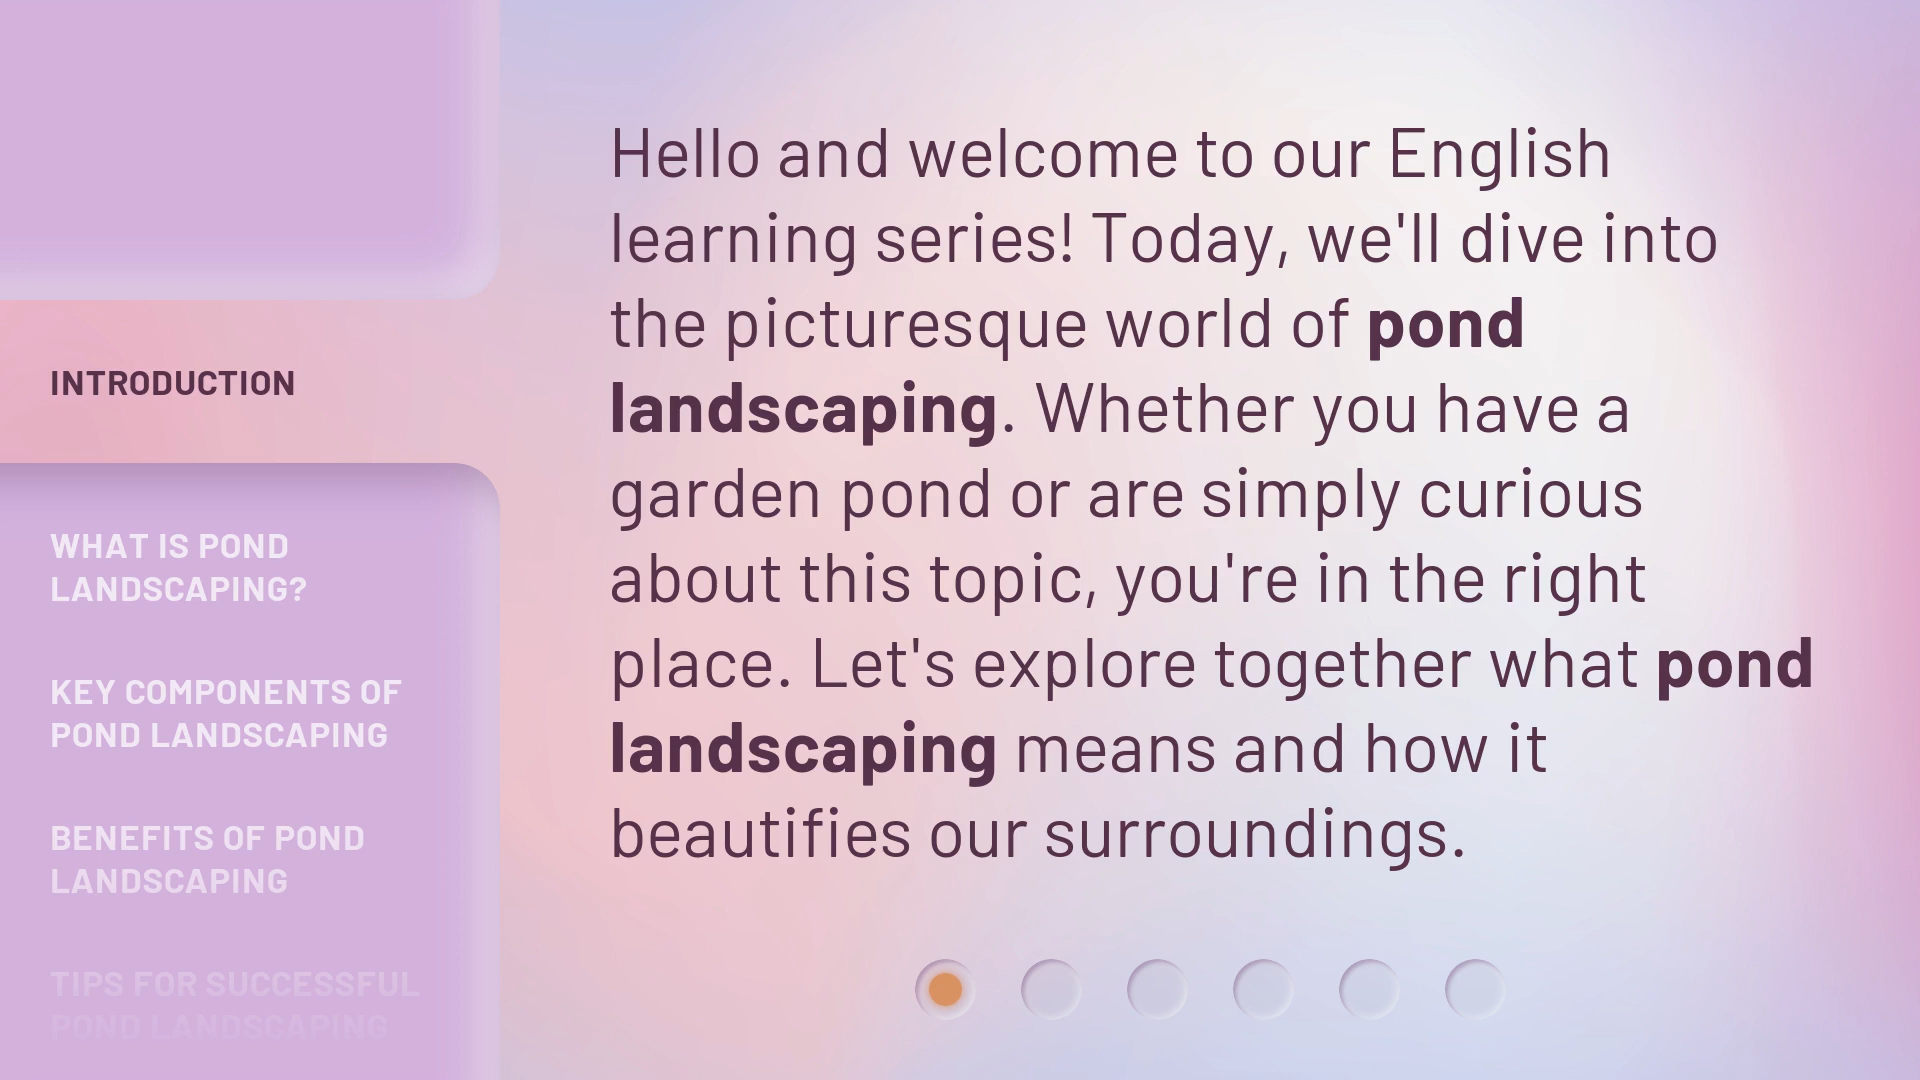 INTRODUCTION
WHAT IS POND
LANDSCAPING?
KEY COMPONENTS OF
POND LANDSCAPING
BENEFITS OF POND
LANDSCAPING
TIPS FOR SUCCESSFUL
POND LANDSCAPING
Hello and welcome to our English
learning series! Today, we'll dive into
the picturesque world of pond
landscaping. Whether you have a
garden pond or are simply curious
about this topic, you're in the right
place. Let's explore together what pond
landscaping means and how it
beautifies our surroundings.